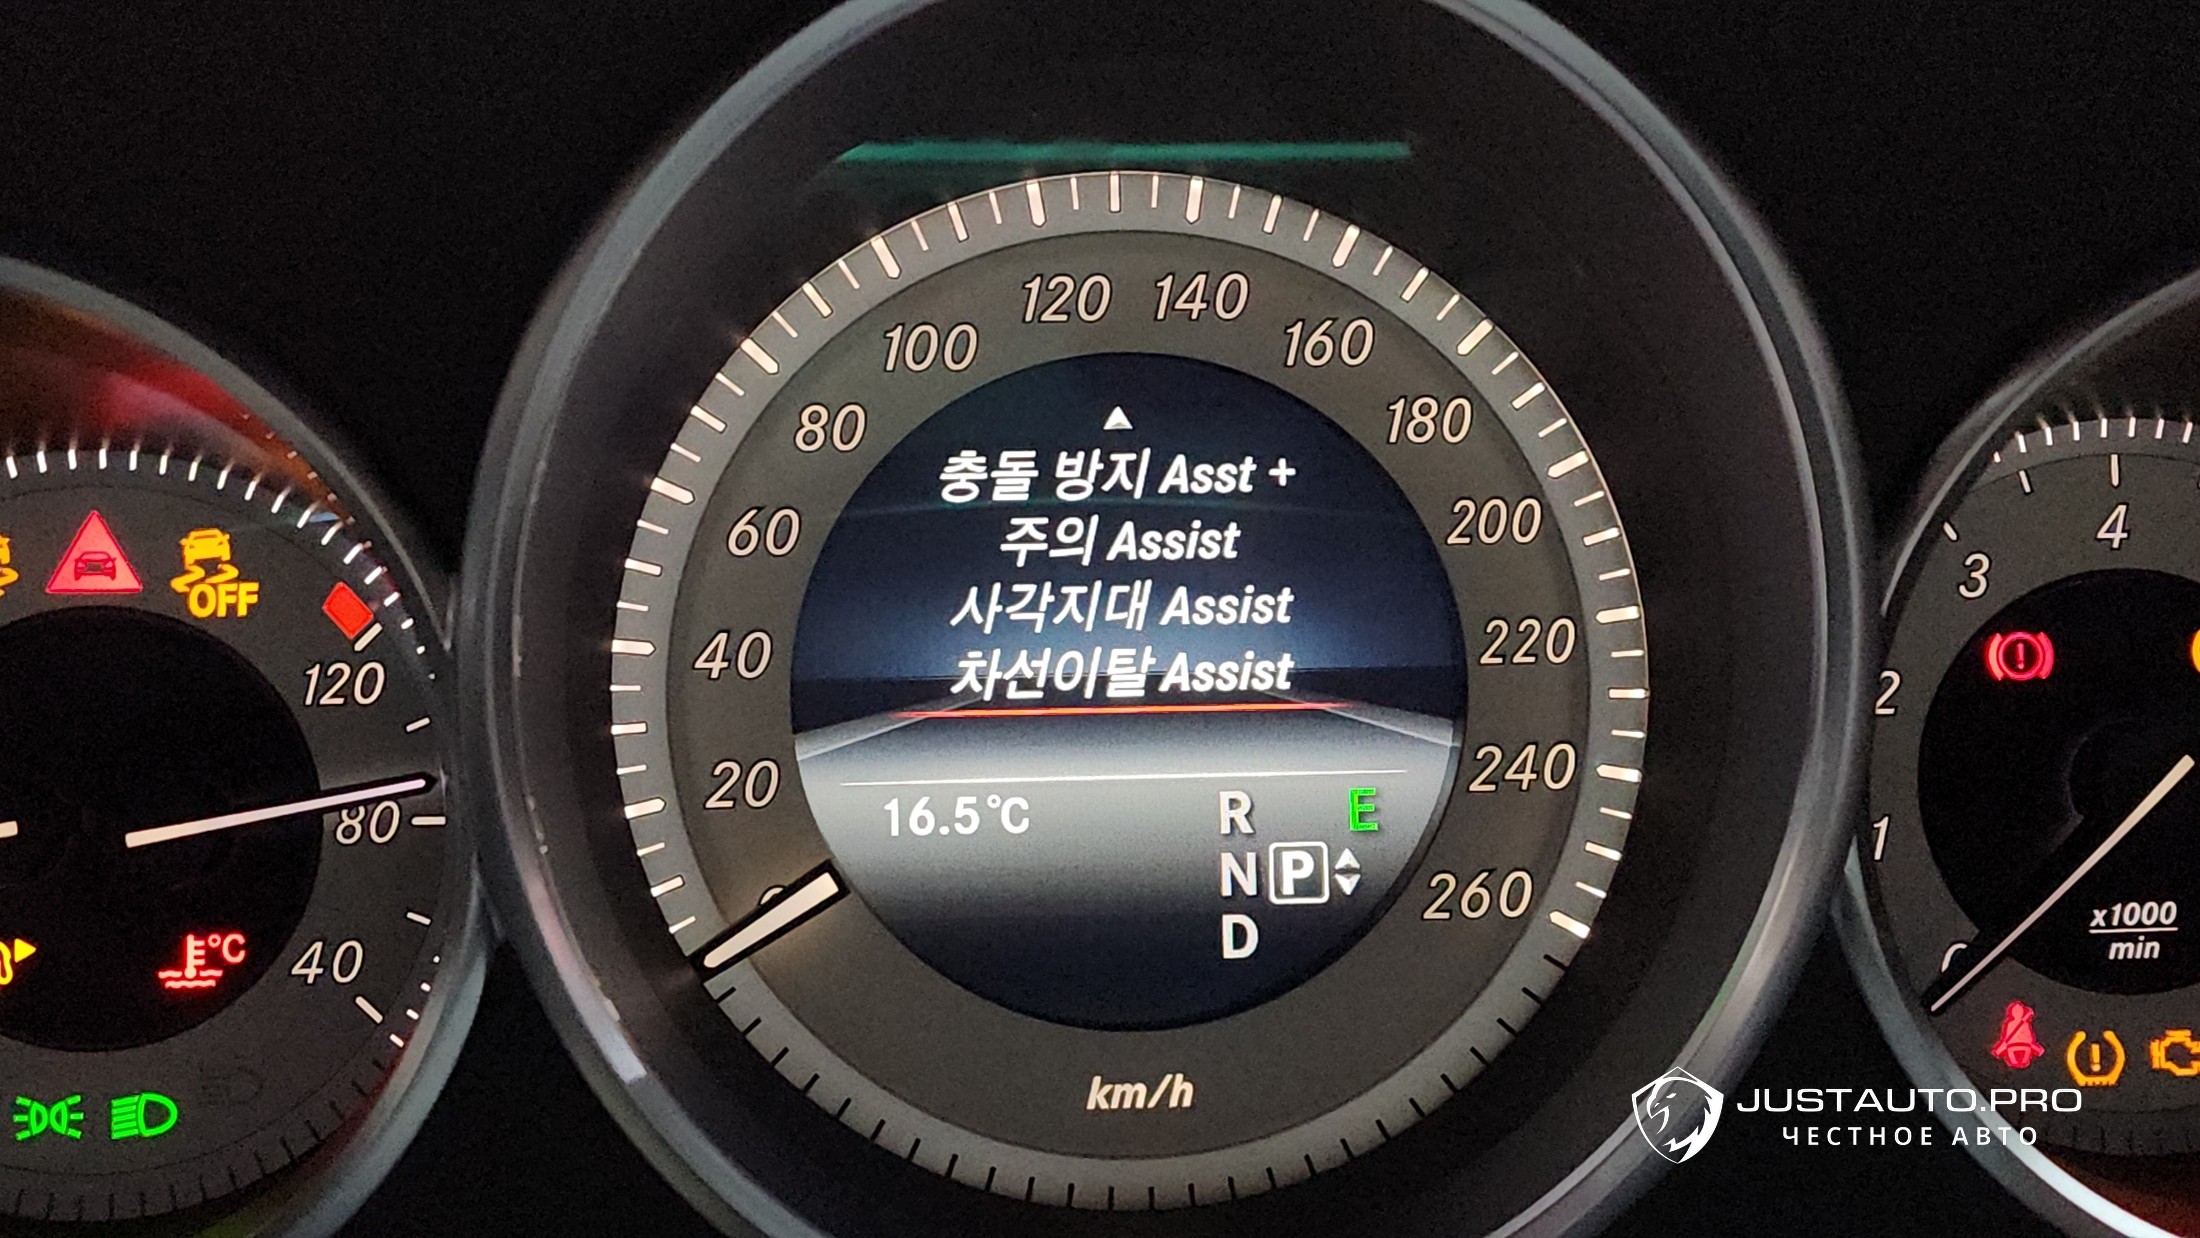 120 140
100 160
80 180
60 200
40 220
20 240
260
충돌 방지 Asst +
주의 Assist
사각지대 Assist
차선이탈 Assist
16.5°C
R E
N P
D
km/h
OFF
120
80
40
°C
4
3
2
1
x1000
min
JUSTAUTO.PRO
ЧЕСТНОЕ АВТО